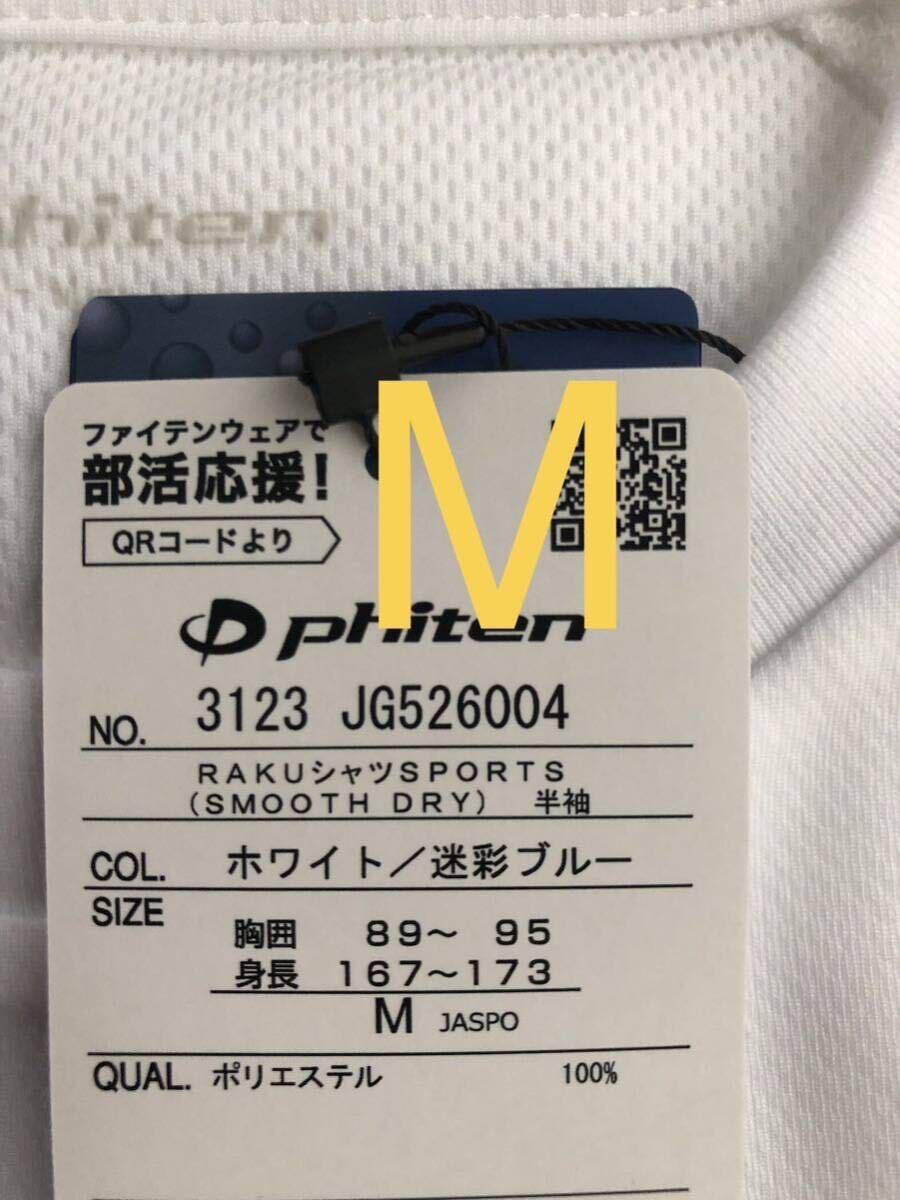 phiten
ファイテンウェアで
部活応援!
QRコードより
M
phiten
NO. 3123 JG526004
RAKUシャツSPORTS
(SMOOTH DRY) 半袖
COL. ホワイト／迷彩ブルー
SIZE
胸囲 89～ 95
身長 167～173
M JASPO
QUAL. ポリエステル 100%